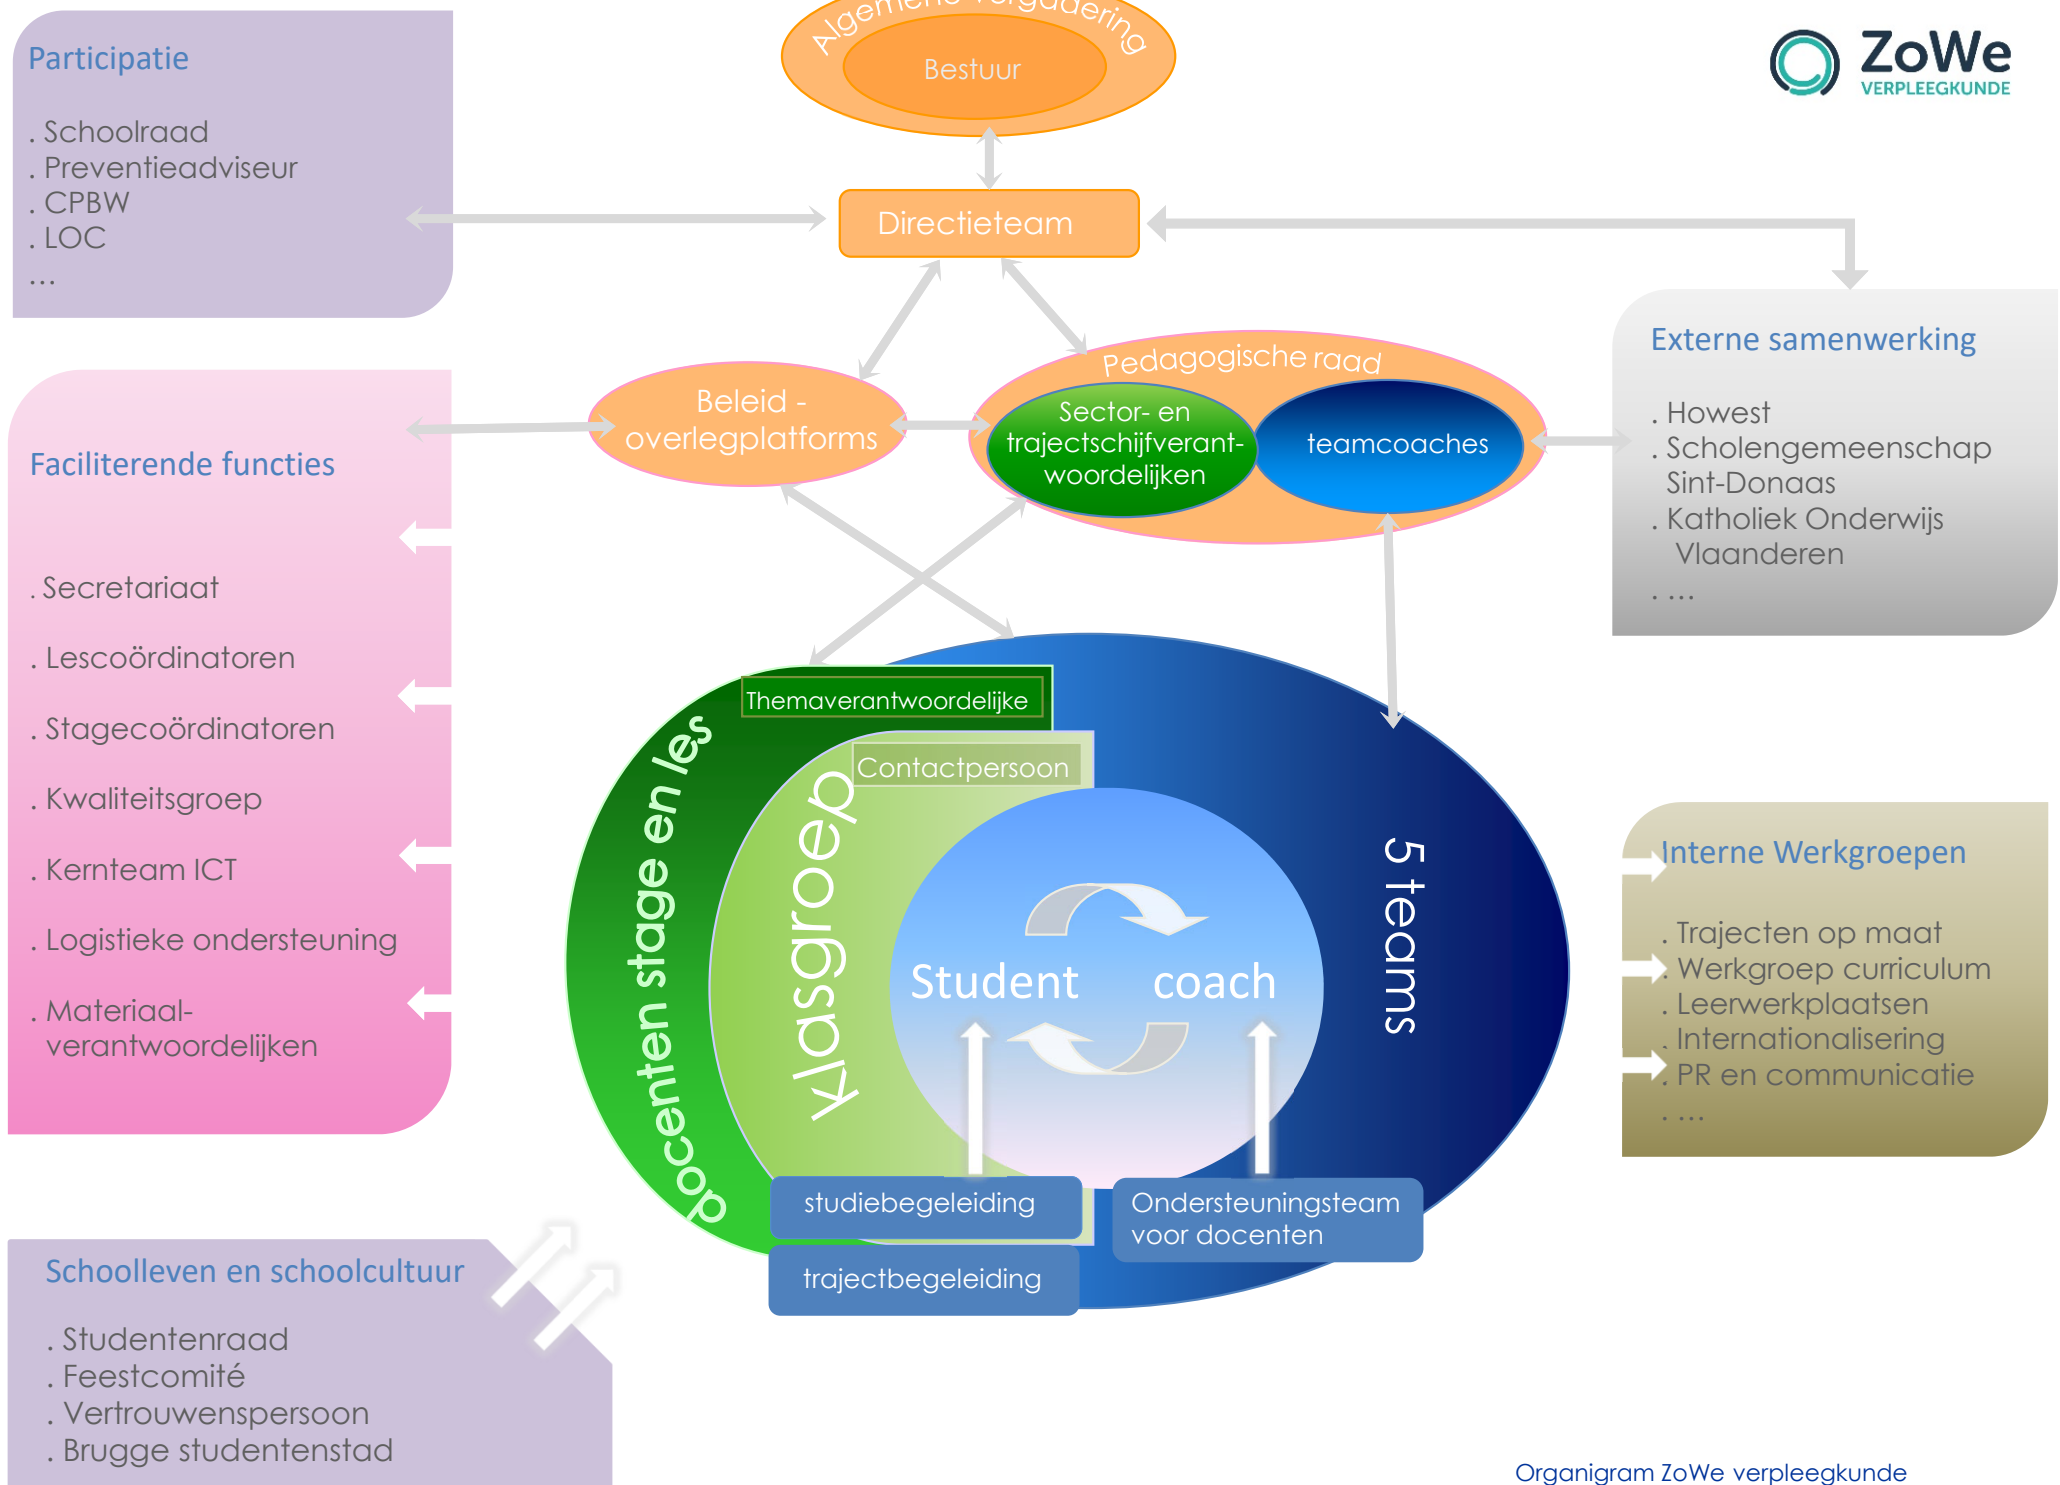 Algemene vergadering
Bestuur
ZoWe
VERPLEEGKUNDE
Participatie
. Schoolraad
. Preventieadviseur
. CPBW
. LOC
...
Directieteam
Externe samenwerking
. Howest
. Scholengemeenschap
Sint-Donaas
. Katholiek Onderwijs
Vlaanderen
. ...
Pedagogische raad
Sector- en
trajectschijfverant-
woordelijken
teamcoaches
Beleid -
overlegplatforms
Faciliterende functies
. Secretariaat
. Lescoördinatoren
. Stagecoördinatoren
. Kwaliteitsgroep
. Kernteam ICT
. Logistieke ondersteuning
. Materiaal-
verantwoordelijken
Themaverantwoordelijke
Contactpersoon
docenten stage en les
klasgroep
Student
coach
5 teams
studiebegeleiding
trajectbegeleiding
Ondersteuningsteam
voor docenten
Interne Werkgroepen
. Trajecten op maat
. Werkgroep curriculum
. Leerwerkplaatsen
. Internationalisering
. PR en communicatie
. ...
Schoolleven en schoolcultuur
. Studentenraad
. Feestcomité
. Vertrouwenspersoon
. Brugge studentenstad
Organigram ZoWe verpleegkunde